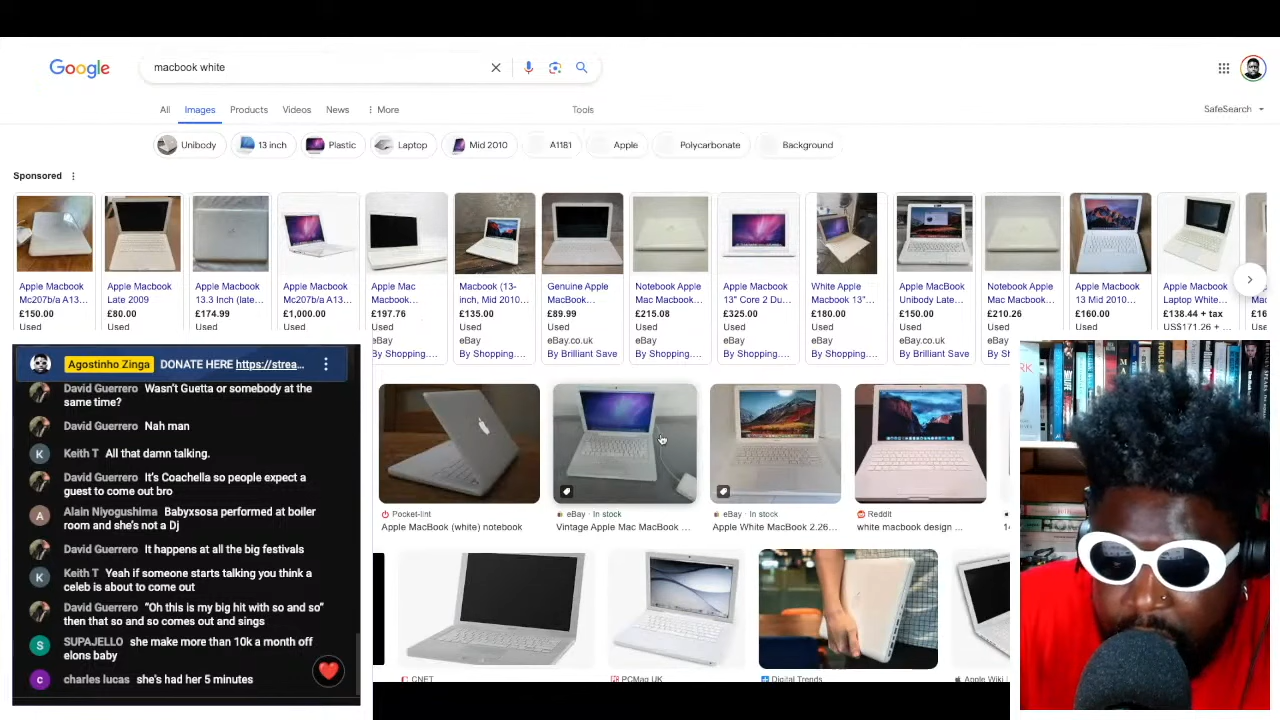 Google
macbook white
All Images Products Videos News More Tools
SafeSearch
Unibody 13 inch Plastic Laptop Mid 2010 A1181 Apple Polycarbonate Background
Sponsored
Apple Macbook
Mc207b/a A13...
£150.00
Used
Apple Macbook
Late 2009
£80.00
Used
Apple Macbook
13.3 Inch (late...
£174.99
Used
Apple Macbook
Mc207b/a A13...
£1,000.00
Used
Apple Mac
Macbook...
£197.76
Used
eBay
By Shopping....
Macbook (13-
inch, Mid 2010...
£135.00
Used
eBay
By Shopping....
Genuine Apple
MacBook...
£89.99
Used
eBay.co.uk
By Brilliant Save
Notebook Apple
Mac Macbook...
£215.08
Used
eBay
By Shopping....
Apple Macbook
13" Core 2 Du...
£325.00
Used
eBay
By Shopping....
White Apple
Macbook 13"...
£180.00
Used
eBay
By Shopping....
Apple MacBook
Unibody Late...
£150.00
Used
eBay.co.uk
By Brilliant Save
Notebook Apple
Mac Macbook...
£210.26
Used
eBay
By Shopping....
Apple MacBook
13 Mid 2010...
£160.00
Used
eBay
By Shopping....
Apple Macbook
Laptop White...
£138.44 + tax
US$171.26 + ...
Used
By Shopping....
Agostinho Zinga DONATE HERE https://strea...
David Guerrero Wasn't Guetta or somebody at the
same time?
David Guerrero Nah man
Keith T All that damn talking.
David Guerrero It's Coachella so people expect a
guest to come out bro
Alain Niyogushima Babyxsosa performed at boiler
room and she's not a Dj
David Guerrero It happens at all the big festivals
Keith T Yeah if someone starts talking you think a
celeb is about to come out
David Guerrero "Oh this is my big hit with so and so"
then that so and so comes out and sings
SUPAJELLO she make more than 10k a month off
elons baby
charles lucas she's had her 5 minutes
Pocket-lint
Apple MacBook (white) notebook
eBay · In stock
Vintage Apple Mac MacBook ...
eBay · In stock
Apple White MacBook 2.26...
Reddit
white macbook design ...
CNET
PCMag UK
Digital Trends
Apple Wiki